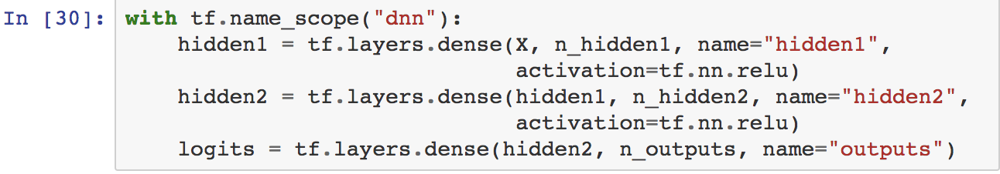 In [30]: with tf.name_scope("dnn"):
    hidden1 = tf.layers.dense(X, n_hidden1, name="hidden1",
                              activation=tf.nn.relu)
    hidden2 = tf.layers.dense(hidden1, n_hidden2, name="hidden2",
                              activation=tf.nn.relu)
    logits = tf.layers.dense(hidden2, n_outputs, name="outputs")